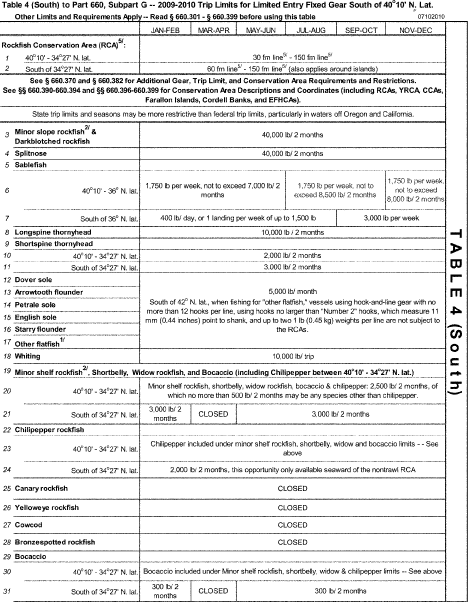 Table 4 (South) to Part 660, Subpart G -- 2009-2010 Trip Limits for Limited Entry Fixed Gear South of 40°10' N. Lat.
Other Limits and Requirements Apply -- Read § 660.301 - § 660.399 before using this table 07102010
JAN-FEB MAR-APR MAY-JUN JUL-AUG SEP-OCT NOV-DEC
Rockfish Conservation Area (RCA)5/:
1 40°10' - 34°27' N. lat. 30 fm line5/ - 150 fm line5/
2 South of 34°27' N. lat. 60 fm line5/ - 150 fm line5/ (also applies around islands)
See § 660.370 and § 660.382 for Additional Gear, Trip Limit, and Conservation Area Requirements and Restrictions.
See §§ 660.390-660.394 and §§ 660.396-660.399 for Conservation Area Descriptions and Coordinates (including RCAs, YRCA, CCAs,
Farallon Islands, Cordell Banks, and EFHCAs).
State trip limits and seasons may be more restrictive than federal trip limits, particularly in waters off Oregon and California.
3 Minor slope rockfish2/ &
Darkblotched rockfish 40,000 lb/ 2 months
4 Splitnose 40,000 lb/ 2 months
5 Sablefish
6 40°10' - 36° N. lat. 1,750 lb per week, not to exceed 7,000 lb/ 2
months 1,750 lb per week, not to
exceed 8,500 lb/ 2 months 1,750 lb per week,
not to exceed
8,000 lb/ 2 months
7 South of 36° N. lat. 400 lb/ day, or 1 landing per week of up to 1,500 lb 3,000 lb per week
8 Longspine thornyhead 10,000 lb / 2 months
9 Shortspine thornyhead
10 40°10' - 34°27' N. lat. 2,000 lb/ 2 months
11 South of 34°27' N. lat. 3,000 lb/ 2 months
12 Dover sole
13 Arrowtooth flounder
14 Petrale sole
15 English sole
16 Starry flounder
17 Other flatfish1/
5,000 lb/ month
South of 42° N. lat., when fishing for "other flatfish," vessels using hook-and-line gear with no
more than 12 hooks per line, using hooks no larger than "Number 2" hooks, which measure 11
mm (0.44 inches) point to shank, and up to two 1 lb (0.45 kg) weights per line are not subject to
the RCAs.
18 Whiting 10,000 lb/ trip
19 Minor shelf rockfish2/, Shortbelly, Widow rockfish, and Bocaccio (including Chilipepper between 40°10' - 34°27' N. lat.)
20 40°10' - 34°27' N. lat. Minor shelf rockfish, shortbelly, widow rockfish, bocaccio & chilipepper: 2,500 lb/ 2 months, of
which no more than 500 lb/ 2 months may be any species other than chilipepper.
21 South of 34°27' N. lat. 3,000 lb/ 2
months CLOSED 3,000 lb/ 2 months
22 Chilipepper rockfish
23 40°10' - 34°27' N. lat. Chilipepper included under minor shelf rockfish, shortbelly, widow and bocaccio limits - - See
above
24 South of 34°27' N. lat. 2,000 lb/ 2 months, this opportunity only available seaward of the nontrawl RCA
25 Canary rockfish CLOSED
26 Yelloweye rockfish CLOSED
27 Cowcod CLOSED
28 Bronzespotted rockfish CLOSED
29 Bocaccio
30 40°10' - 34°27' N. lat. Bocaccio included under Minor shelf rockfish, shortbelly, widow & chilipepper limits -- See above
31 South of 34°27' N. lat. 300 lb/ 2
months CLOSED 300 lb/ 2 months
TABLE 4 (South)